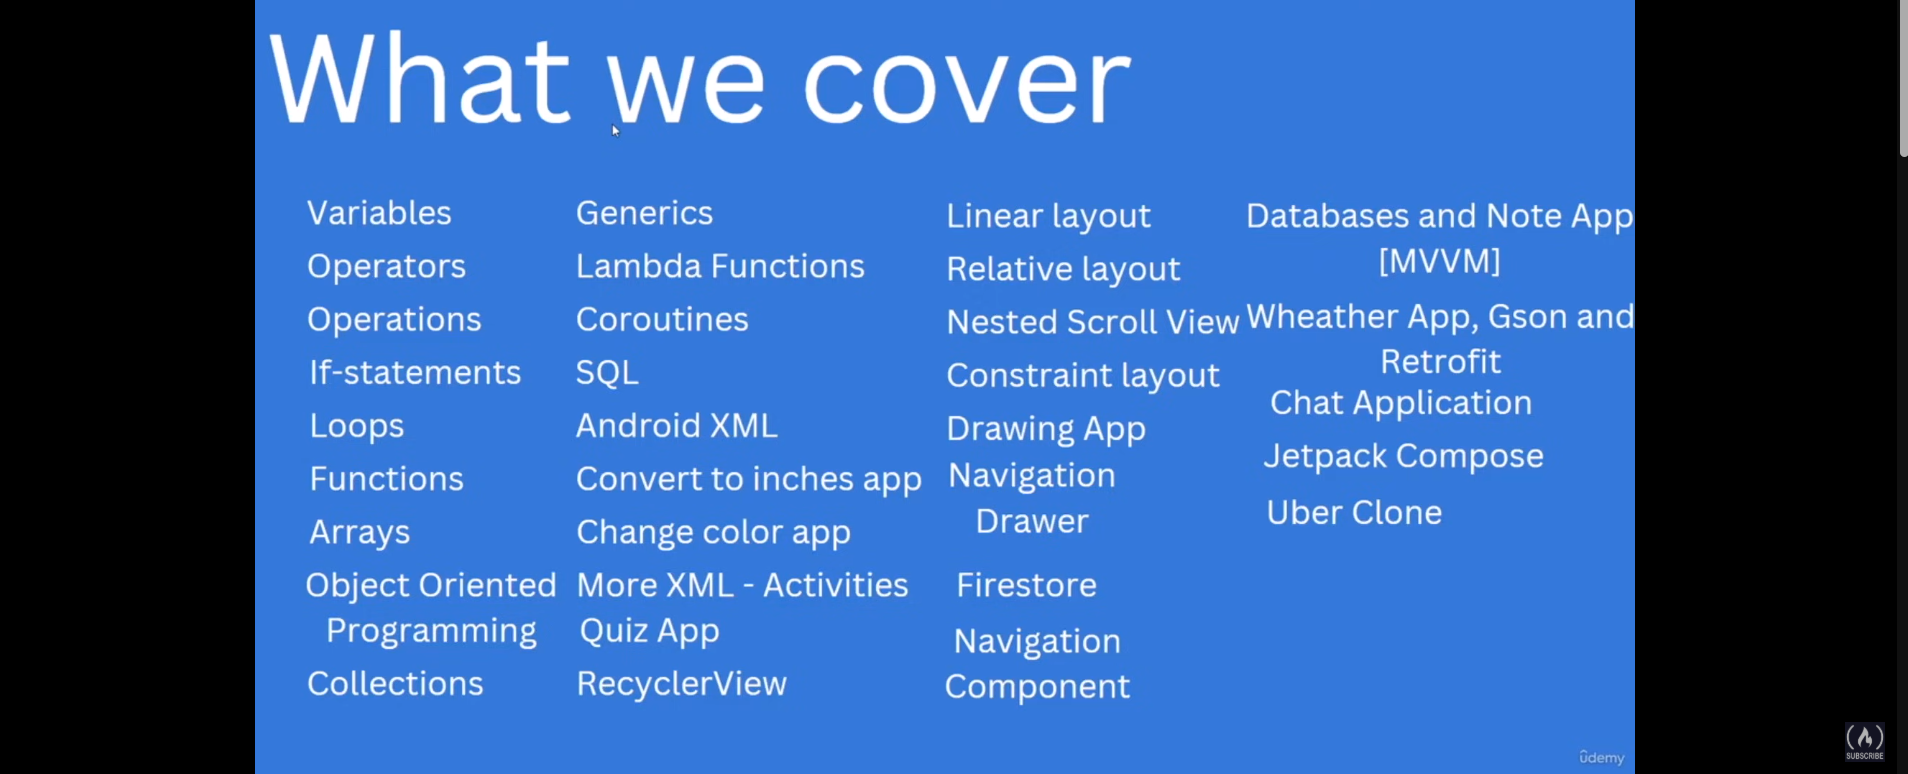 What we cover
Variables
Operators
Operations
If-statements
Loops
Functions
Arrays
Object Oriented
Programming
Collections
Generics
Lambda Functions
Coroutines
SQL
Android XML
Convert to inches app
Change color app
More XML - Activities
Quiz App
RecyclerView
Linear layout
Relative layout
Nested Scroll View
Constraint layout
Drawing App
Navigation
Drawer
Firestore
Navigation
Component
Databases and Note App
[MVVM]
Wheather App, Gson and
Retrofit
Chat Application
Jetpack Compose
Uber Clone
ûdemy
SUBSCRIBE